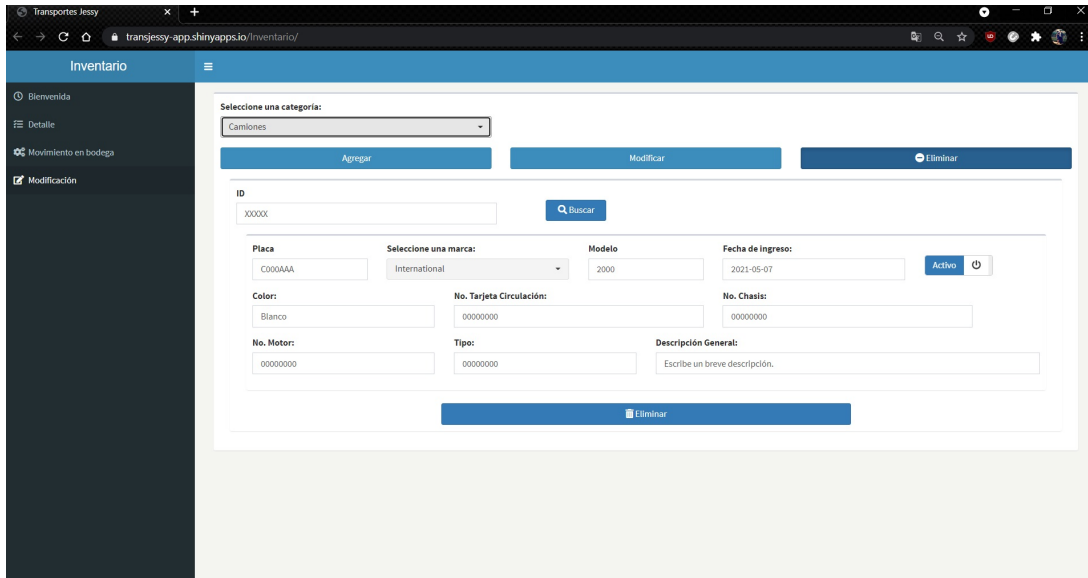 Transportes Jessy
transjessy-app.shinyapps.io/Inventario/
Inventario
Bienvenida
Detalle
Movimiento en bodega
Modificación
Seleccione una categoría:
Camiones
Agregar Modificar Eliminar
ID
XXXXX Buscar
Placa Seleccione una marca: Modelo Fecha de ingreso:
C000AAA International 2000 2021-05-07 Activo
Color: No. Tarjeta Circulación: No. Chasis:
Blanco 00000000 00000000
No. Motor: Tipo: Descripción General:
00000000 00000000 Escribe un breve descripción.
Eliminar